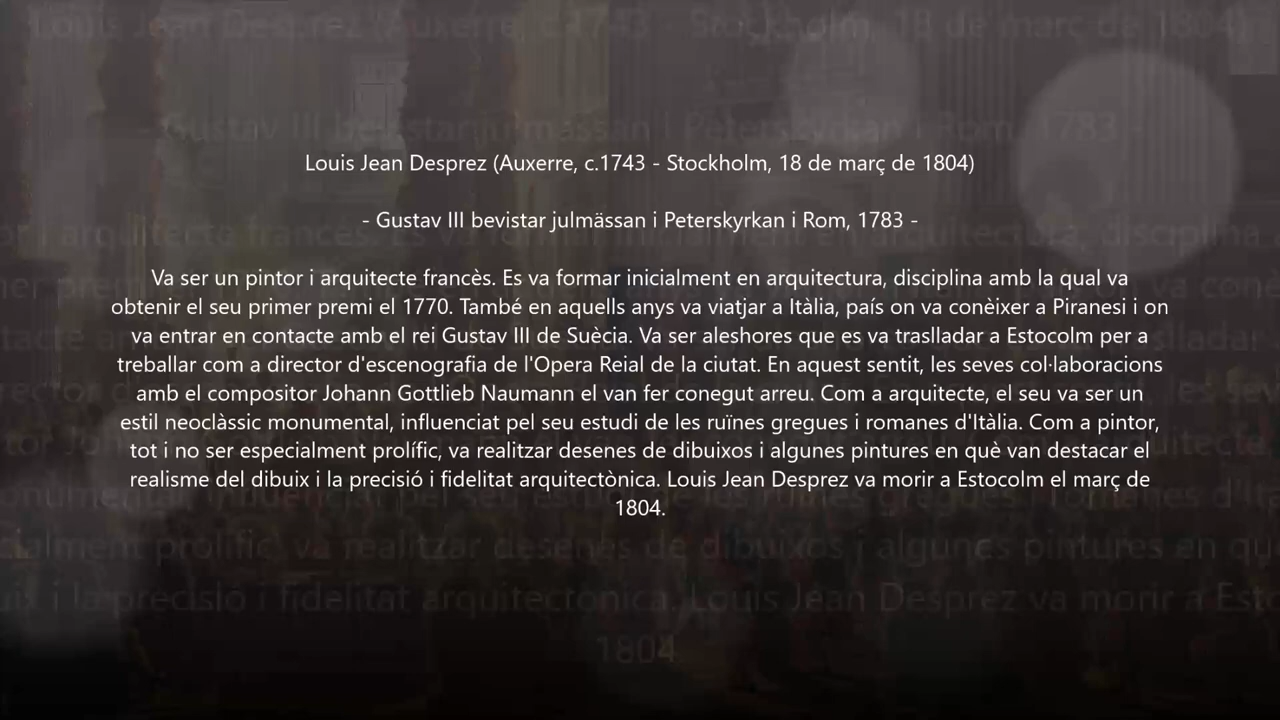 Louis Jean Desprez (Auxerre, c.1743 - Stockholm, 18 de març de 1804)
- Gustav III bevistar julmässan i Peterskyrkan i Rom, 1783 -
Va ser un pintor i arquitecte francès. Es va formar inicialment en arquitectura, disciplina amb la qual va
obtenir el seu primer premi el 1770. També en aquells anys va viatjar a Itàlia, país on va conèixer a Piranesi i on
va entrar en contacte amb el rei Gustav III de Suècia. Va ser aleshores que es va traslladar a Estocolm per a
treballar com a director d'escenografia de l'Opera Reial de la ciutat. En aquest sentit, les seves col·laboracions
amb el compositor Johann Gottlieb Naumann el van fer conegut arreu. Com a arquitecte, el seu va ser un
estil neoclàssic monumental, influenciat pel seu estudi de les ruïnes gregues i romanes d'Itàlia. Com a pintor,
tot i no ser especialment prolífic, va realitzar desenes de dibuixos i algunes pintures en què van destacar el
realisme del dibuix i la precisió i fidelitat arquitectònica. Louis Jean Desprez va morir a Estocolm el març de
1804.